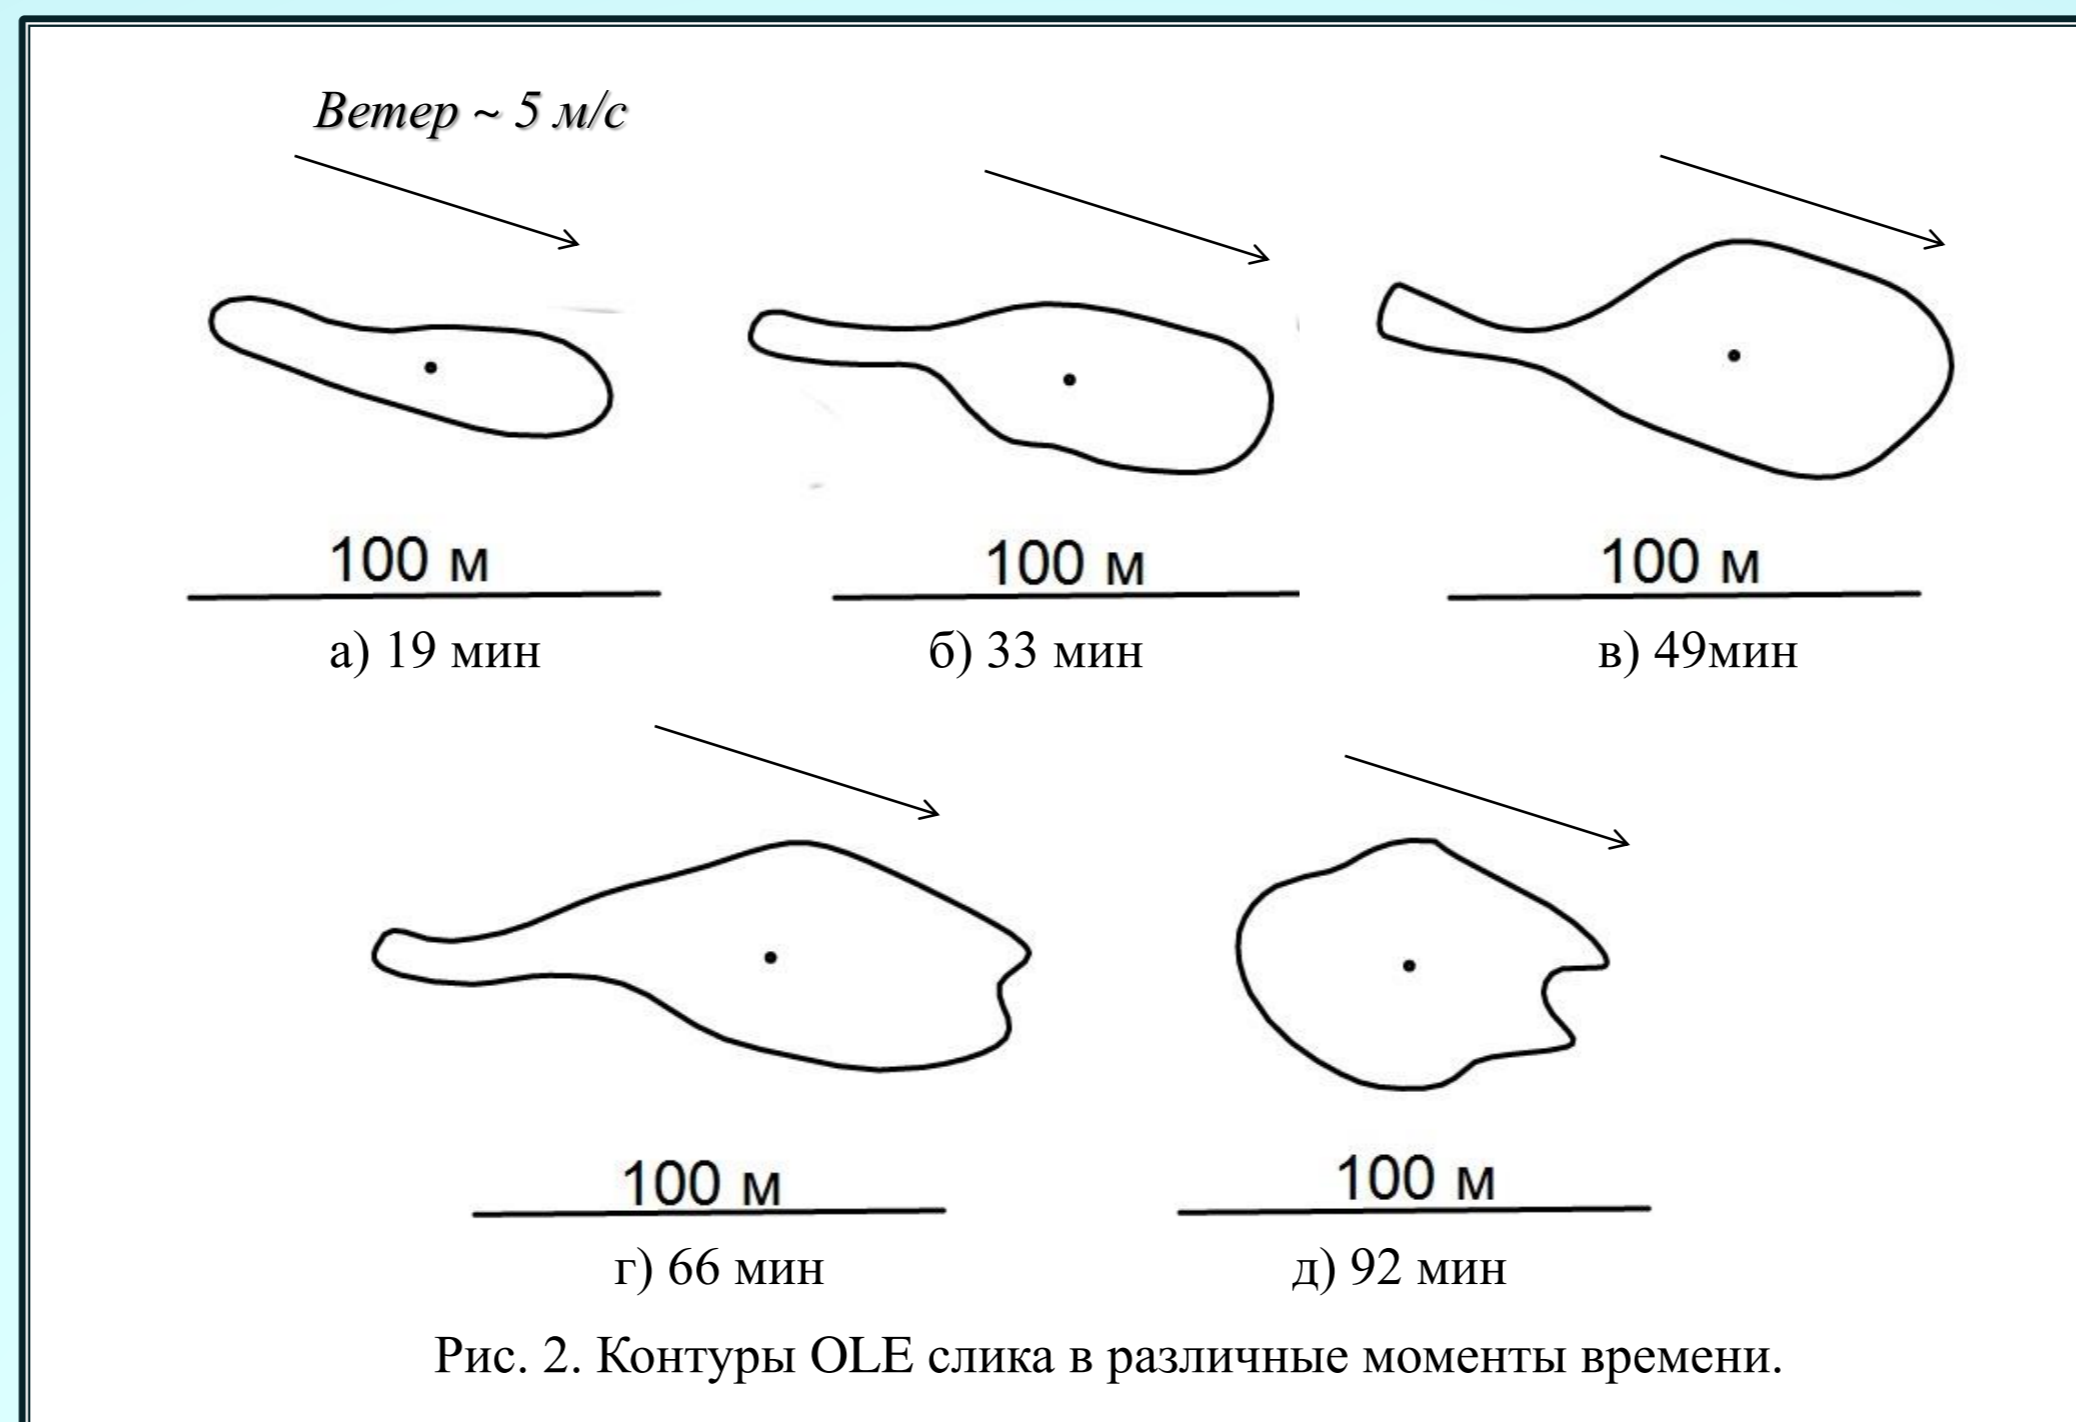 Ветер ~ 5 м/с
100 м
100 м
100 м
а) 19 мин
б) 33 мин
в) 49мин
100 м
100 м
г) 66 мин
д) 92 мин
Рис. 2. Контуры OLE слика в различные моменты времени.